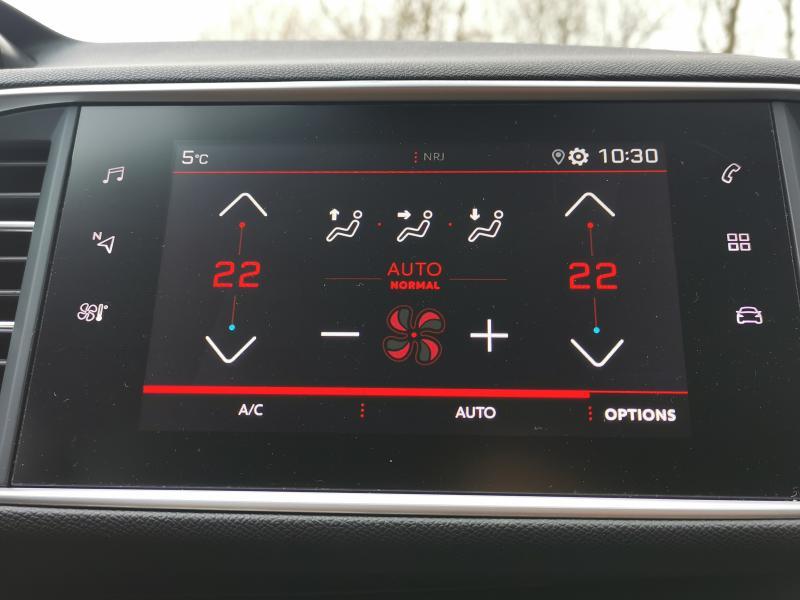 5°C NRJ 10:30
N
22 AUTO 22
NORMAL
A/C AUTO OPTIONS